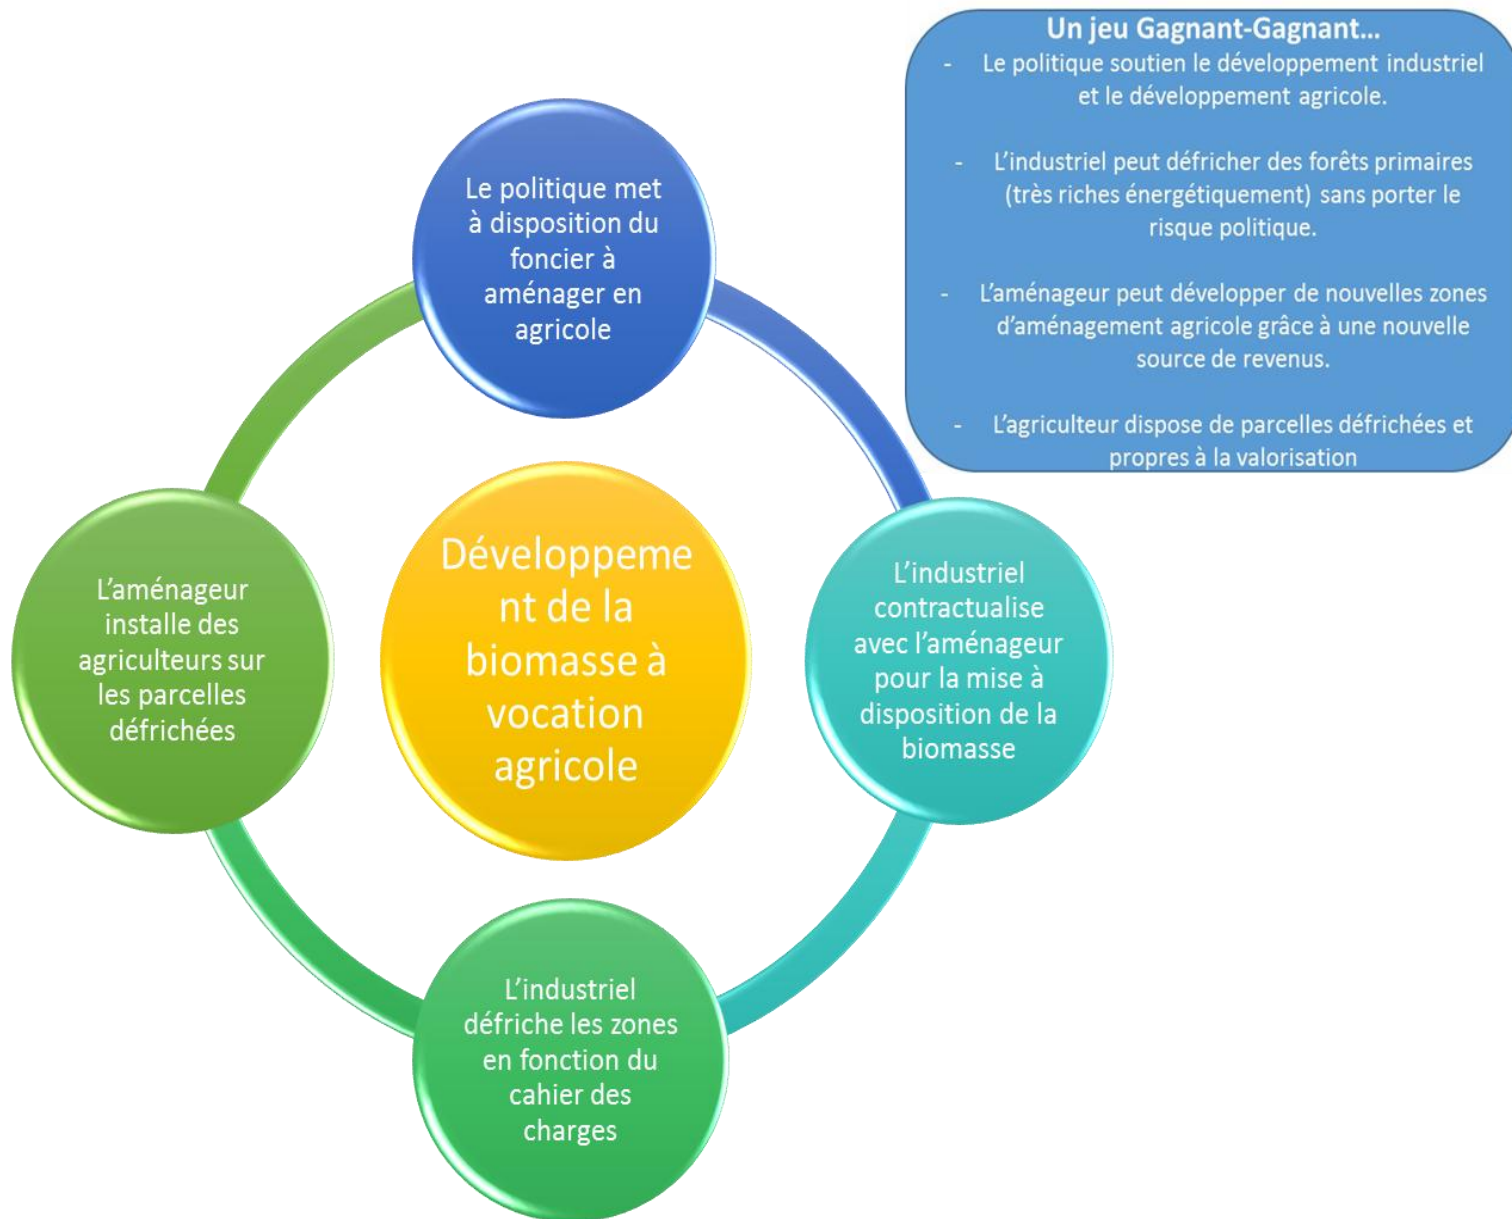 Un jeu Gagnant-Gagnant...
- Le politique soutien le développement industriel
et le développement agricole.
- L'industriel peut défricher des forêts primaires
(très riches énergétiquement) sans porter le
risque politique.
- L'aménageur peut développer de nouvelles zones
d'aménagement agricole grâce à une nouvelle
source de revenus.
- L'agriculteur dispose de parcelles défrichées et
propres à la valorisation
Le politique met
à disposition du
foncier à
aménager en
agricole
L'industriel
contractualise
avec l'aménageur
pour la mise à
disposition de la
biomasse
L'industriel
défriche les zones
en fonction du
cahier des
charges
L'aménageur
installe des
agriculteurs sur
les parcelles
défrichées
Développeme
nt de la
biomasse à
vocation
agricole